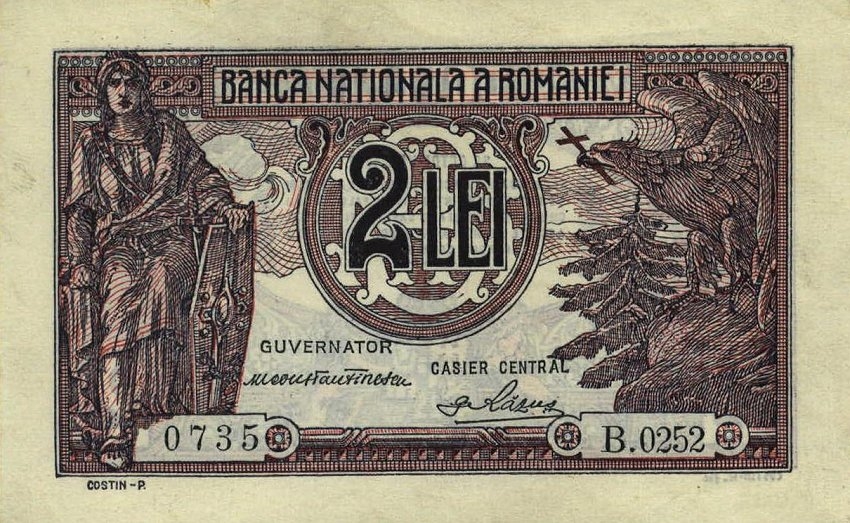 BANCA NATIONALA A ROMANIEI
2 LEI
GUVERNATOR
CASIER CENTRAL
0735
B.0252
COSTIN-P.